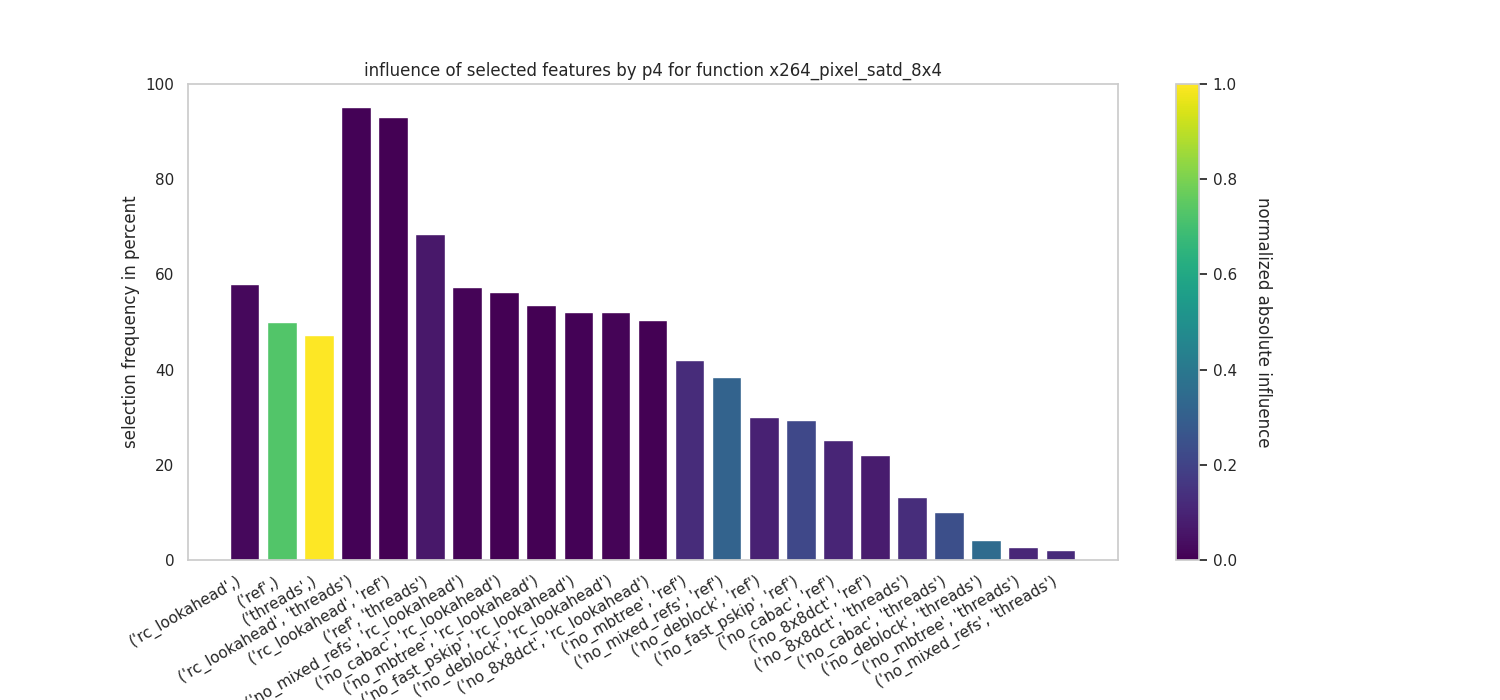 influence of selected features by p4 for function x264_pixel_satd_8x4
100
80
60
40
20
0
selection frequency in percent
('rc_lookahead',)
('ref',)
('threads',)
('rc_lookahead', 'threads')
('rc_lookahead', 'ref')
('ref', 'threads')
('no_mixed_refs', 'rc_lookahead')
('no_cabac', 'rc_lookahead')
('no_mbtree', 'rc_lookahead')
('no_fast_pskip', 'rc_lookahead')
('no_deblock', 'rc_lookahead')
('no_8x8dct', 'rc_lookahead')
('no_mbtree', 'ref')
('no_mixed_refs', 'ref')
('no_deblock', 'ref')
('no_fast_pskip', 'ref')
('no_cabac', 'ref')
('no_8x8dct', 'ref')
('no_8x8dct', 'threads')
('no_cabac', 'threads')
('no_deblock', 'threads')
('no_mbtree', 'threads')
('no_mixed_refs', 'threads')
1.0
0.8
0.6
0.4
0.2
0.0
normalized absolute influence